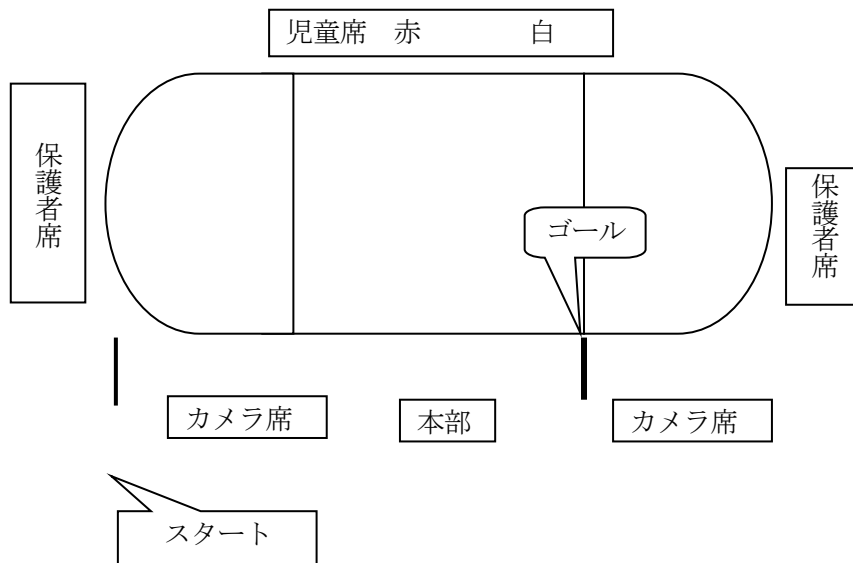 児童席　赤　　　　白
保護者席
保護者席
ゴール
カメラ席
本部
カメラ席
スタート